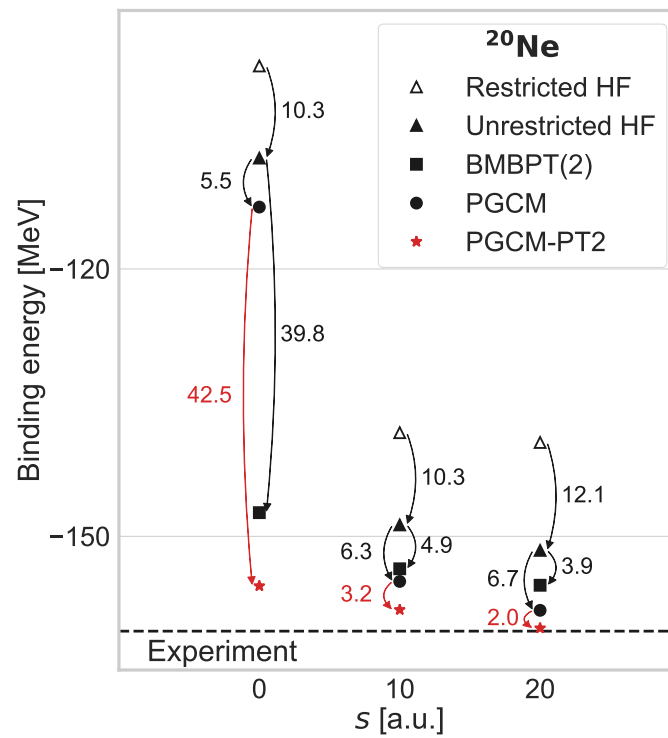 ²⁰Ne
Restricted HF
Unrestricted HF
BMBPT(2)
PGCM
PGCM-PT2
Binding energy [MeV]
−120
−150
10.3
5.5
39.8
42.5
10.3
6.3
4.9
3.2
12.1
6.7
3.9
2.0
Experiment
0
10
20
s [a.u.]